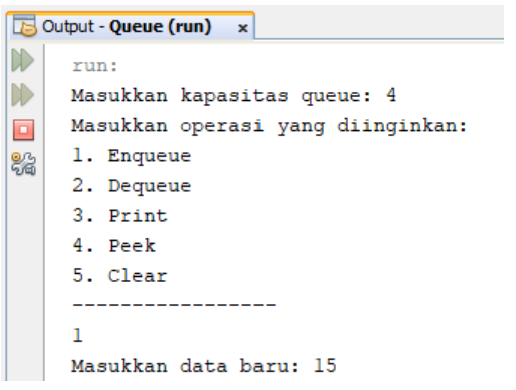 Output - Queue (run) x
run:
Masukkan kapasitas queue: 4
Masukkan operasi yang diinginkan:
1. Enqueue
2. Dequeue
3. Print
4. Peek
5. Clear
-----------------
1
Masukkan data baru: 15